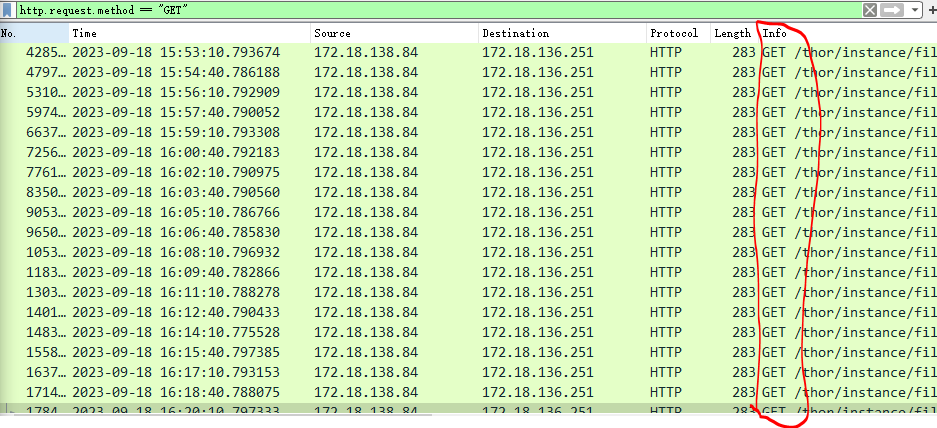 http.request.method == "GET"
No. Time Source Destination Protocol Length Info
4285… 2023-09-18 15:53:10.793674 172.18.138.84 172.18.136.251 HTTP 283 GET /thor/instance/fil
4797… 2023-09-18 15:54:40.786188 172.18.138.84 172.18.136.251 HTTP 283 GET /thor/instance/fil
5310… 2023-09-18 15:56:10.792909 172.18.138.84 172.18.136.251 HTTP 283 GET /thor/instance/fil
5974… 2023-09-18 15:57:40.790052 172.18.138.84 172.18.136.251 HTTP 283 GET /thor/instance/fil
6637… 2023-09-18 15:59:10.793308 172.18.138.84 172.18.136.251 HTTP 283 GET /thor/instance/fil
7256… 2023-09-18 16:00:40.792183 172.18.138.84 172.18.136.251 HTTP 283 GET /thor/instance/fil
7761… 2023-09-18 16:02:10.790975 172.18.138.84 172.18.136.251 HTTP 283 GET /thor/instance/fil
8350… 2023-09-18 16:03:40.790560 172.18.138.84 172.18.136.251 HTTP 283 GET /thor/instance/fil
9053… 2023-09-18 16:05:10.786766 172.18.138.84 172.18.136.251 HTTP 283 GET /thor/instance/fil
9650… 2023-09-18 16:06:40.785830 172.18.138.84 172.18.136.251 HTTP 283 GET /thor/instance/fil
1053… 2023-09-18 16:08:10.796932 172.18.138.84 172.18.136.251 HTTP 283 GET /thor/instance/fil
1183… 2023-09-18 16:09:40.782866 172.18.138.84 172.18.136.251 HTTP 283 GET /thor/instance/fil
1303… 2023-09-18 16:11:10.788278 172.18.138.84 172.18.136.251 HTTP 283 GET /thor/instance/fil
1401… 2023-09-18 16:12:40.790433 172.18.138.84 172.18.136.251 HTTP 283 GET /thor/instance/fil
1483… 2023-09-18 16:14:10.775528 172.18.138.84 172.18.136.251 HTTP 283 GET /thor/instance/fil
1558… 2023-09-18 16:15:40.797385 172.18.138.84 172.18.136.251 HTTP 283 GET /thor/instance/fil
1637… 2023-09-18 16:17:10.793153 172.18.138.84 172.18.136.251 HTTP 283 GET /thor/instance/fil
1714… 2023-09-18 16:18:40.788075 172.18.138.84 172.18.136.251 HTTP 283 GET /thor/instance/fil
1784… 2023-09-18 16:20:10.797333 172.18.138.84 172.18.136.251 HTTP 283 GET /thor/instance/fil